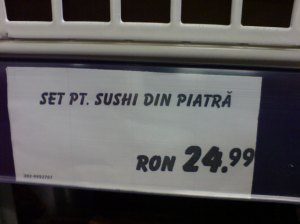 SET PT. SUSHI DIN PIATRĂ
RON 24.99